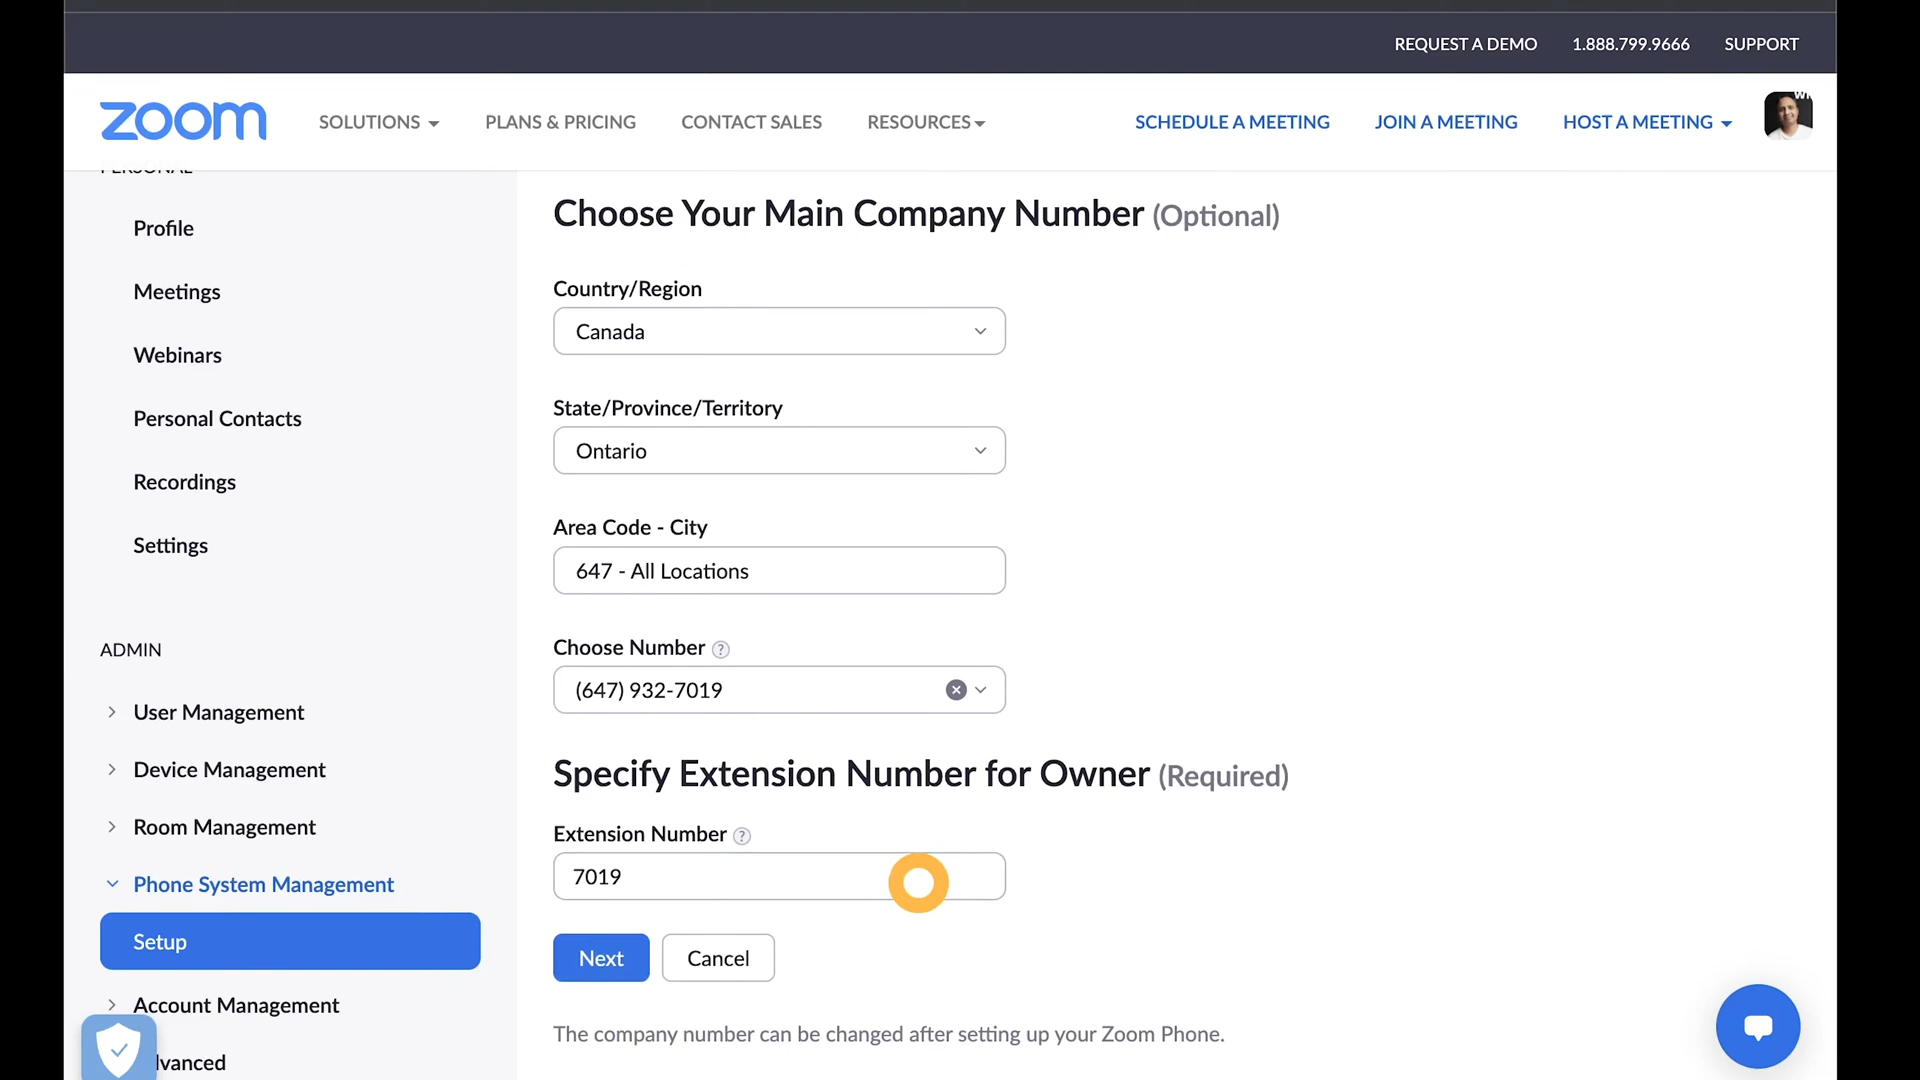 REQUEST A DEMO 1.888.799.9666 SUPPORT
zoom SOLUTIONS PLANS & PRICING CONTACT SALES RESOURCES SCHEDULE A MEETING JOIN A MEETING HOST A MEETING
PERSONAL
Profile
Meetings
Webinars
Personal Contacts
Recordings
Settings
ADMIN
User Management
Device Management
Room Management
Phone System Management
Setup
Account Management
Choose Your Main Company Number (Optional)
Country/Region
Canada
State/Province/Territory
Ontario
Area Code - City
647 - All Locations
Choose Number ?
(647) 932-7019
Specify Extension Number for Owner (Required)
Extension Number ?
7019
Next Cancel
The company number can be changed after setting up your Zoom Phone.